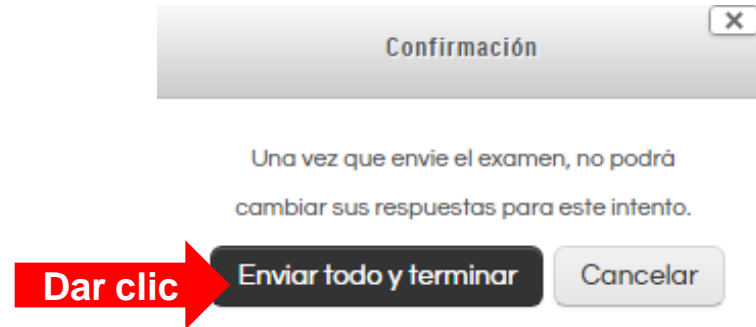 Confirmación
Una vez que envie el examen, no podrá
cambiar sus respuestas para este intento.
Dar clic
Enviar todo y terminar
Cancelar